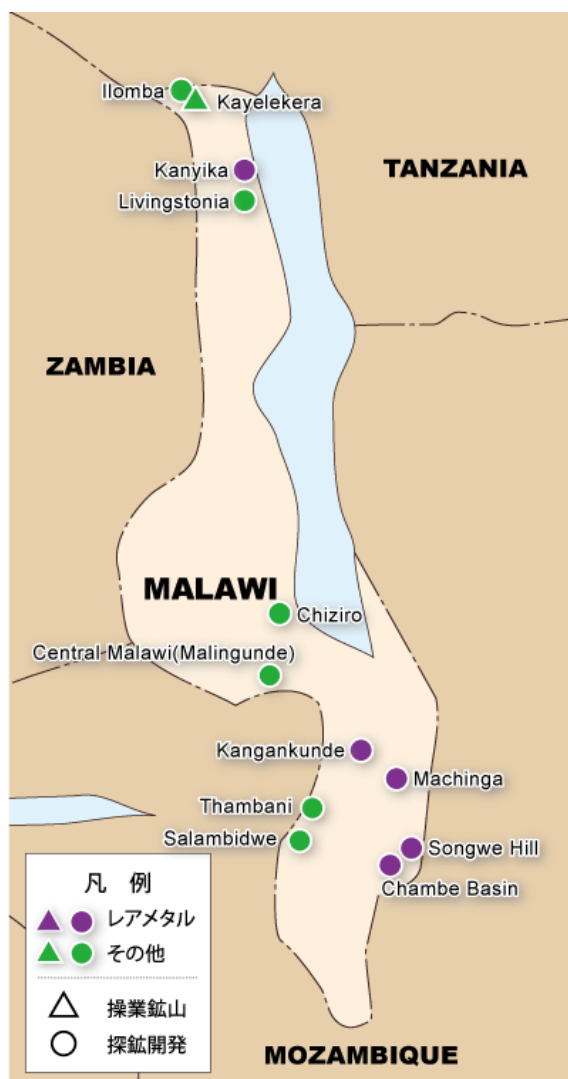 Ilomba
Kayelekera
Kanyika
TANZANIA
Livingstonia
ZAMBIA
MALAWI
Chiziro
Central Malawi(Malingunde)
Kangankunde
Machinga
Thambani
Salambidwe
Songwe Hill
Chambe Basin
凡 例
レアメタル
その他
操業鉱山
探鉱開発
MOZAMBIQUE